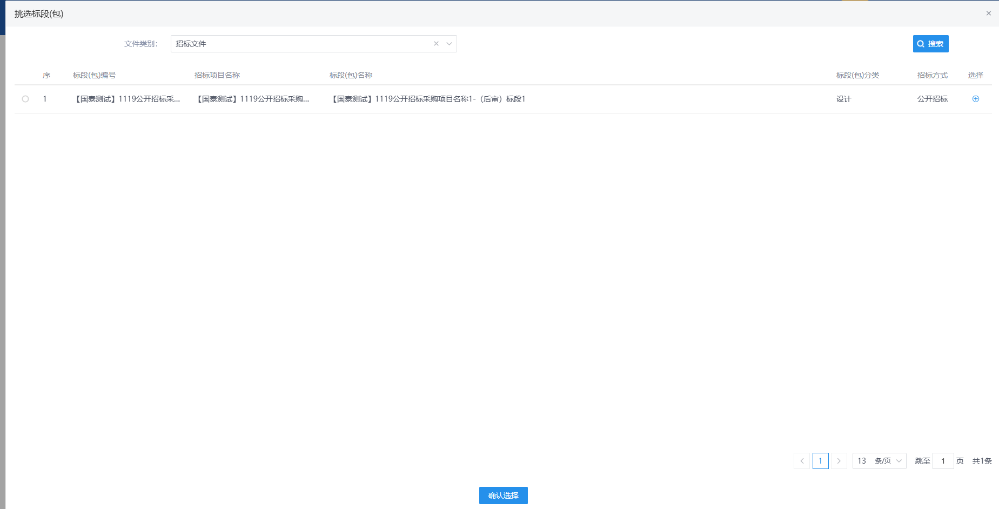 挑选标段(包)
文件类别：
招标文件
搜索
序 标段(包)编号 招标项目名称 标段(包)名称 标段(包)分类 招标方式 选择
1 【国泰测试】1119公开招标采... 【国泰测试】1119公开招标采购... 【国泰测试】1119公开招标采购项目名称1-（后审）标段1 设计 公开招标
1 13 条/页 跳至 1 页 共1条
确认选择